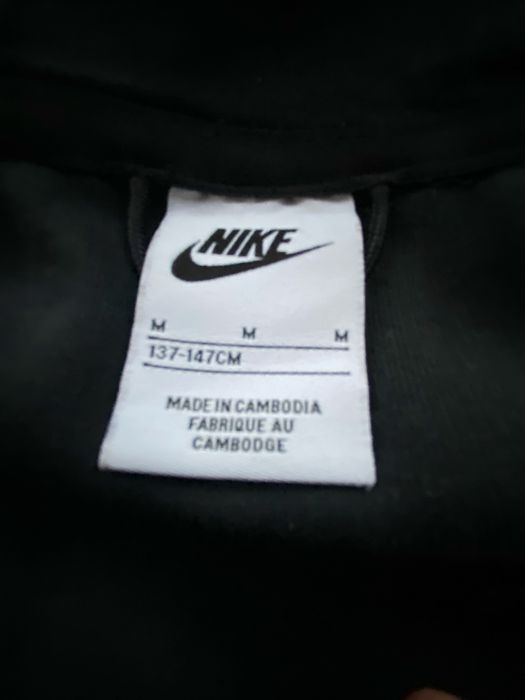 NIKE
M M M
137-147CM
MADE IN CAMBODIA
FABRIQUE AU
CAMBODGE